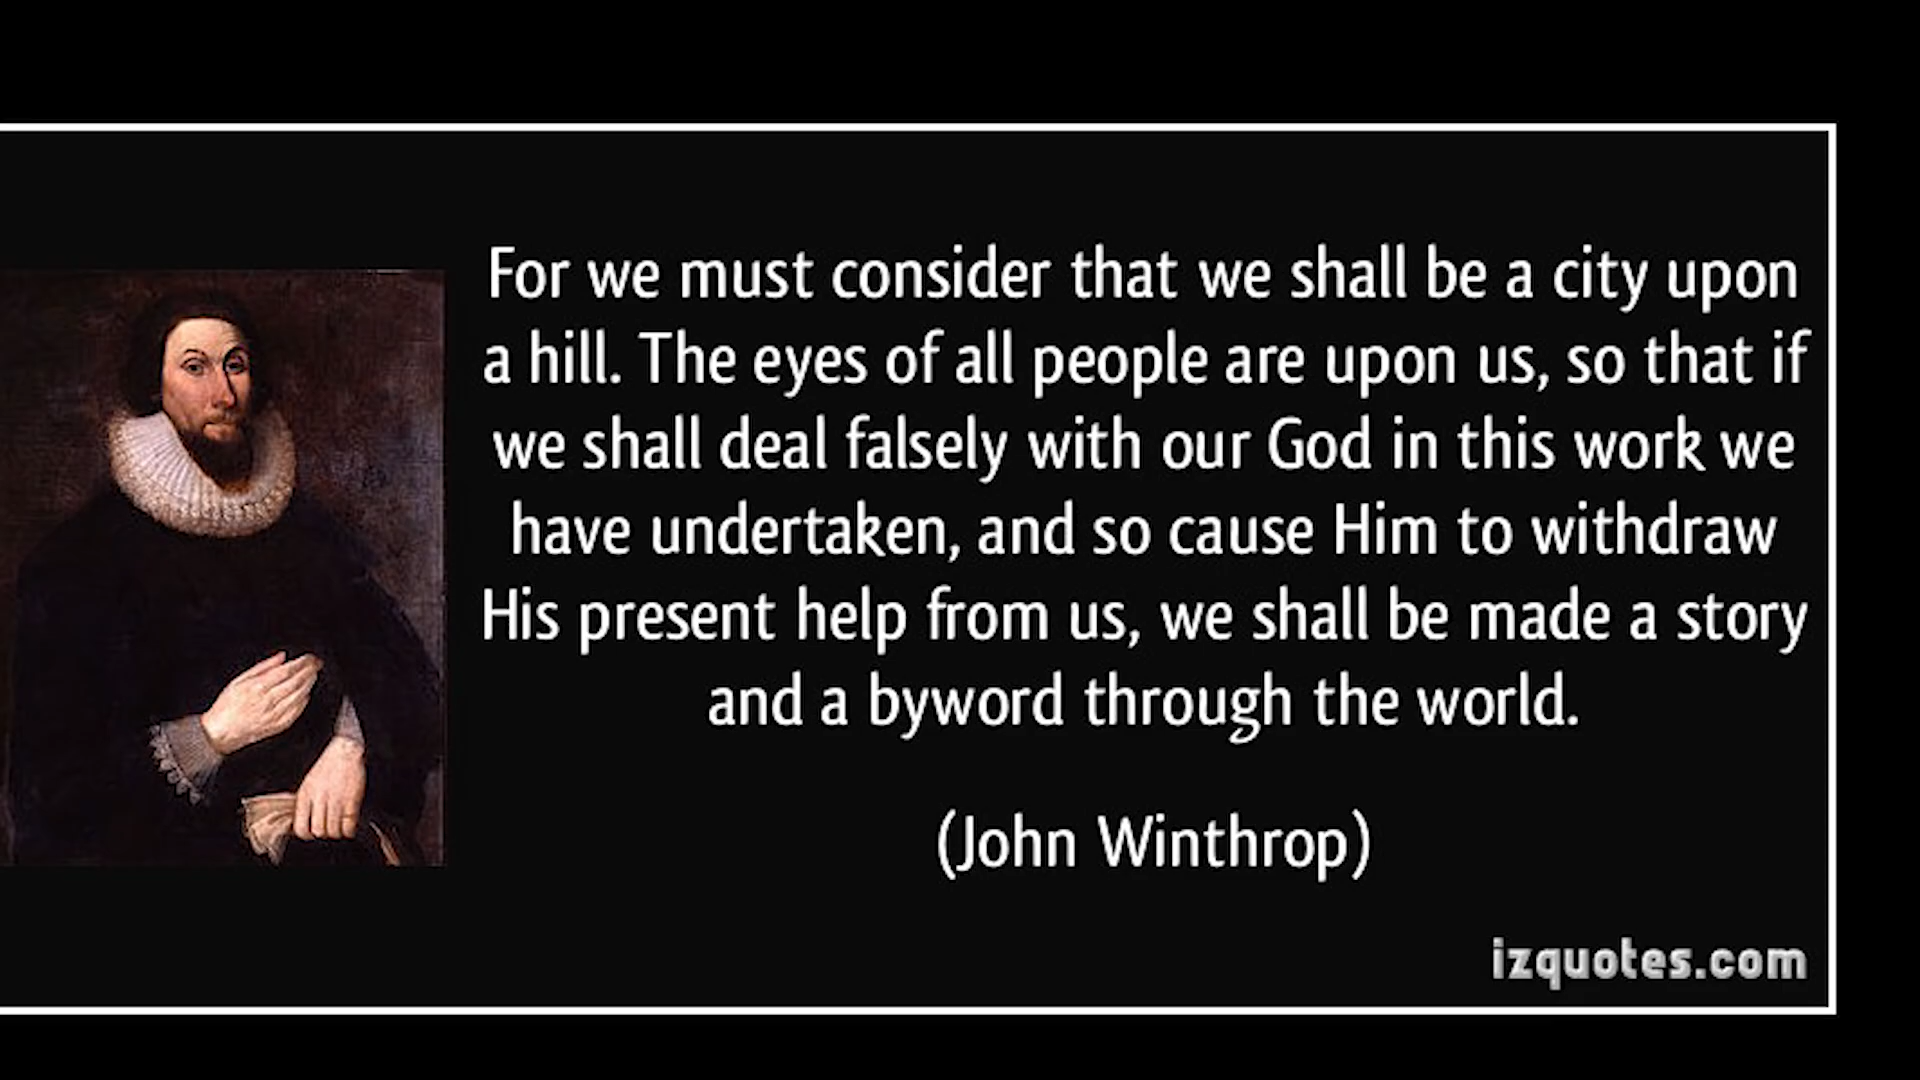 For we must consider that we shall be a city upon
a hill. The eyes of all people are upon us, so that if
we shall deal falsely with our God in this work we
have undertaken, and so cause Him to withdraw
His present help from us, we shall be made a story
and a byword through the world.
(John Winthrop)
izquotes.com